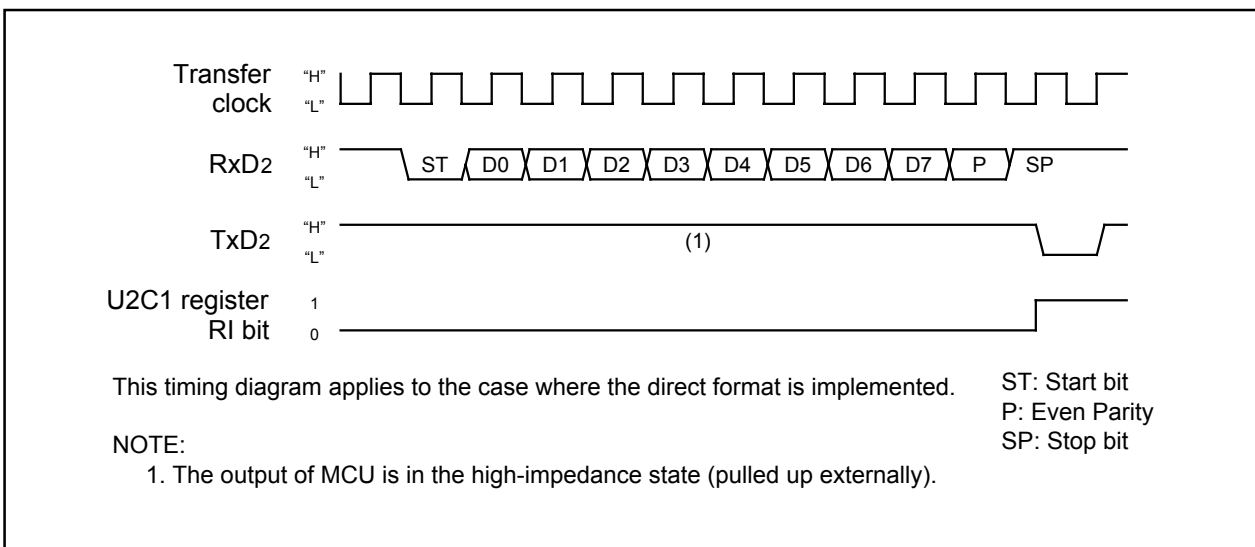 Transfer clock “H” “L”
RxD2 “H” “L” ST D0 D1 D2 D3 D4 D5 D6 D7 P SP
TxD2 “H” “L” (1)
U2C1 register RI bit 1 0
This timing diagram applies to the case where the direct format is implemented.
ST: Start bit
P: Even Parity
SP: Stop bit
NOTE:
1. The output of MCU is in the high-impedance state (pulled up externally).